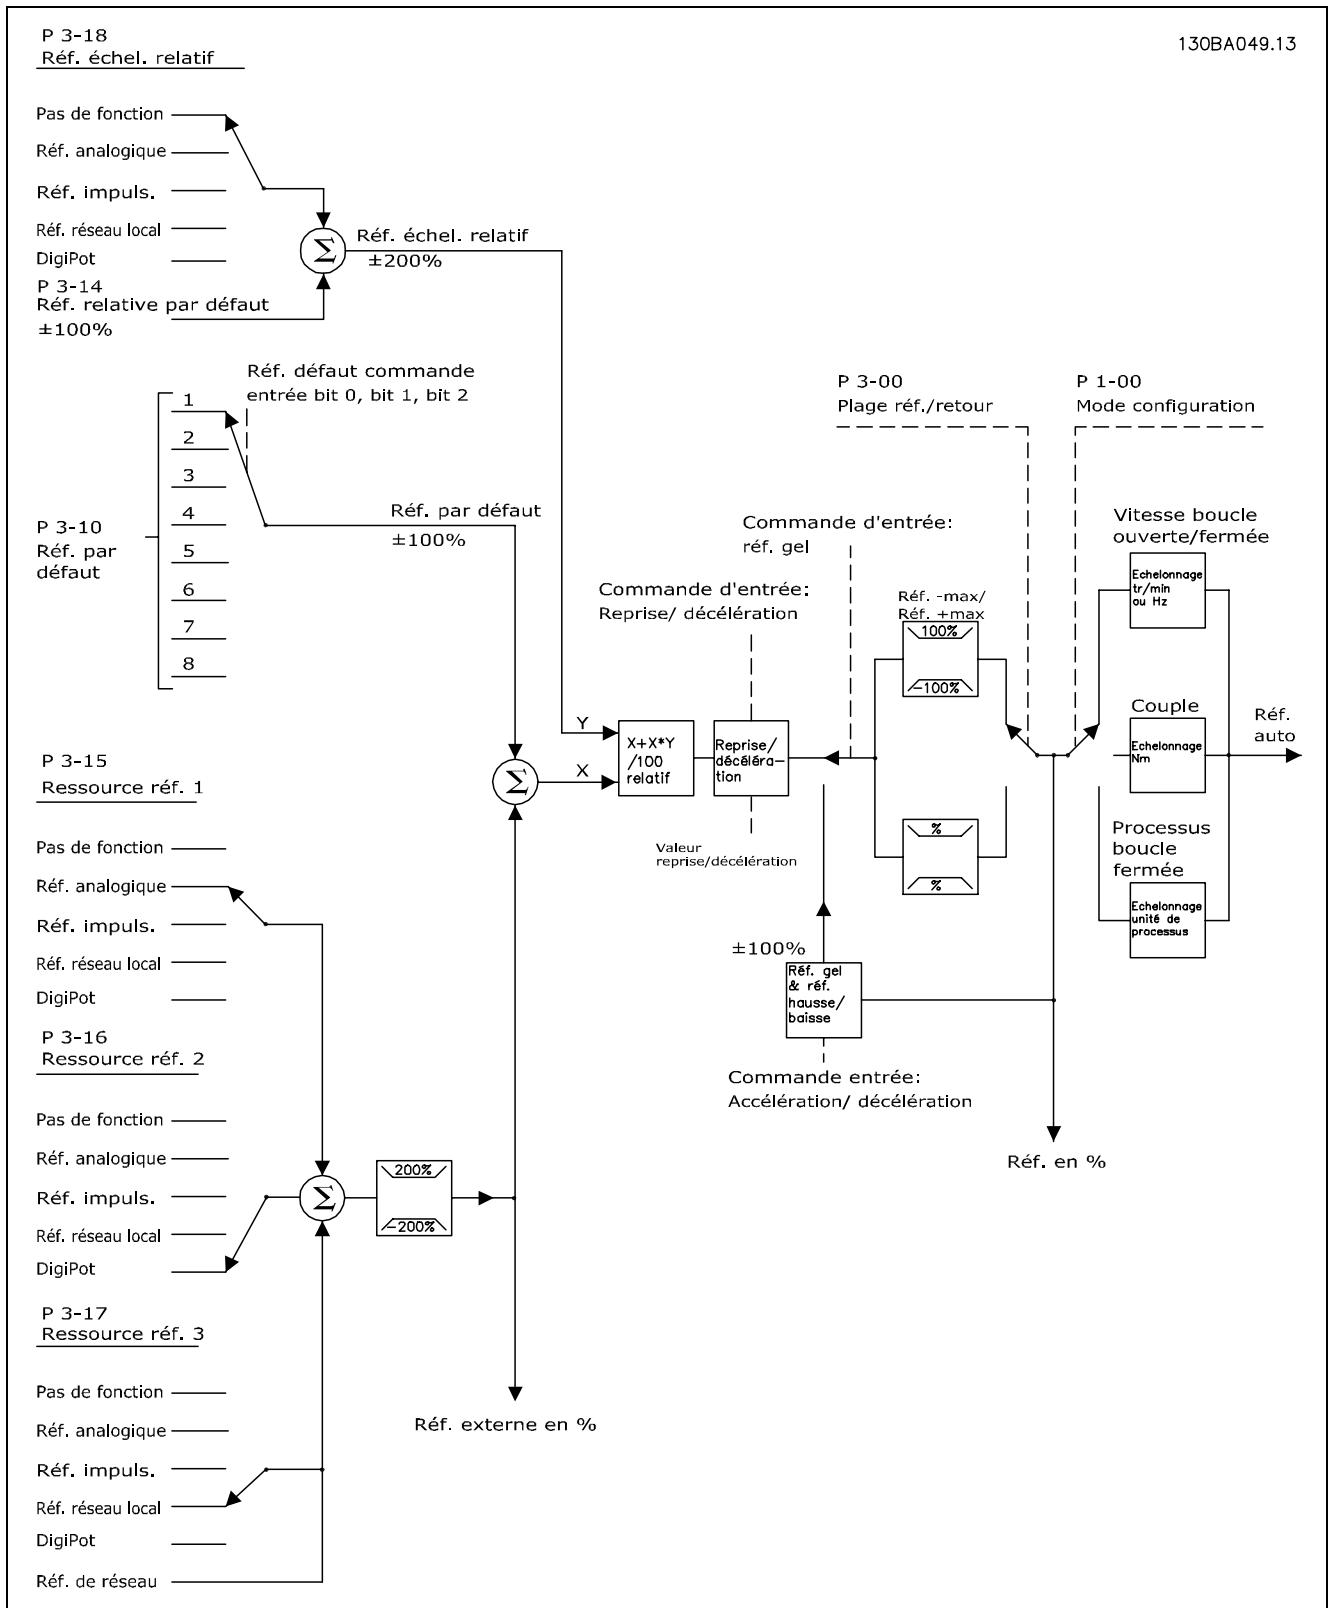 P 3-18
Réf. échel. relatif
130BA049.13
Pas de fonction
Réf. analogique
Réf. impuls.
Réf. réseau local
DigiPot
Σ
Réf. échel. relatif
±200%
P 3-14
Réf. relative par défaut
±100%
Réf. défaut commande
entrée bit 0, bit 1, bit 2
1
2
3
4
5
6
7
8
P 3-10
Réf. par
défaut
Réf. par défaut
±100%
P 3-00
Plage réf./retour
P 1-00
Mode configuration
Commande d'entrée:
réf. gel
Commande d'entrée:
Reprise/ décélération
Réf. -max/
Réf. +max
100%
-100%
Vitesse boucle
ouverte/fermée
Echelonnage
tr/min
ou Hz
Y
X
Σ
X+X*Y
/100
relatif
Reprise/
décéléra-
tion
Valeur
reprise/décélération
%
%
Couple
Echelonnage
Nm
Réf.
auto
Processus
boucle
fermée
Echelonnage
unité de
processus
±100%
Réf. gel
& réf.
hausse/
baisse
Commande entrée:
Accélération/ décélération
Réf. en %
P 3-15
Ressource réf. 1
Pas de fonction
Réf. analogique
Réf. impuls.
Réf. réseau local
DigiPot
P 3-16
Ressource réf. 2
Pas de fonction
Réf. analogique
Réf. impuls.
Réf. réseau local
DigiPot
Σ
200%
-200%
P 3-17
Ressource réf. 3
Pas de fonction
Réf. analogique
Réf. impuls.
Réf. réseau local
DigiPot
Réf. de réseau
Réf. externe en %